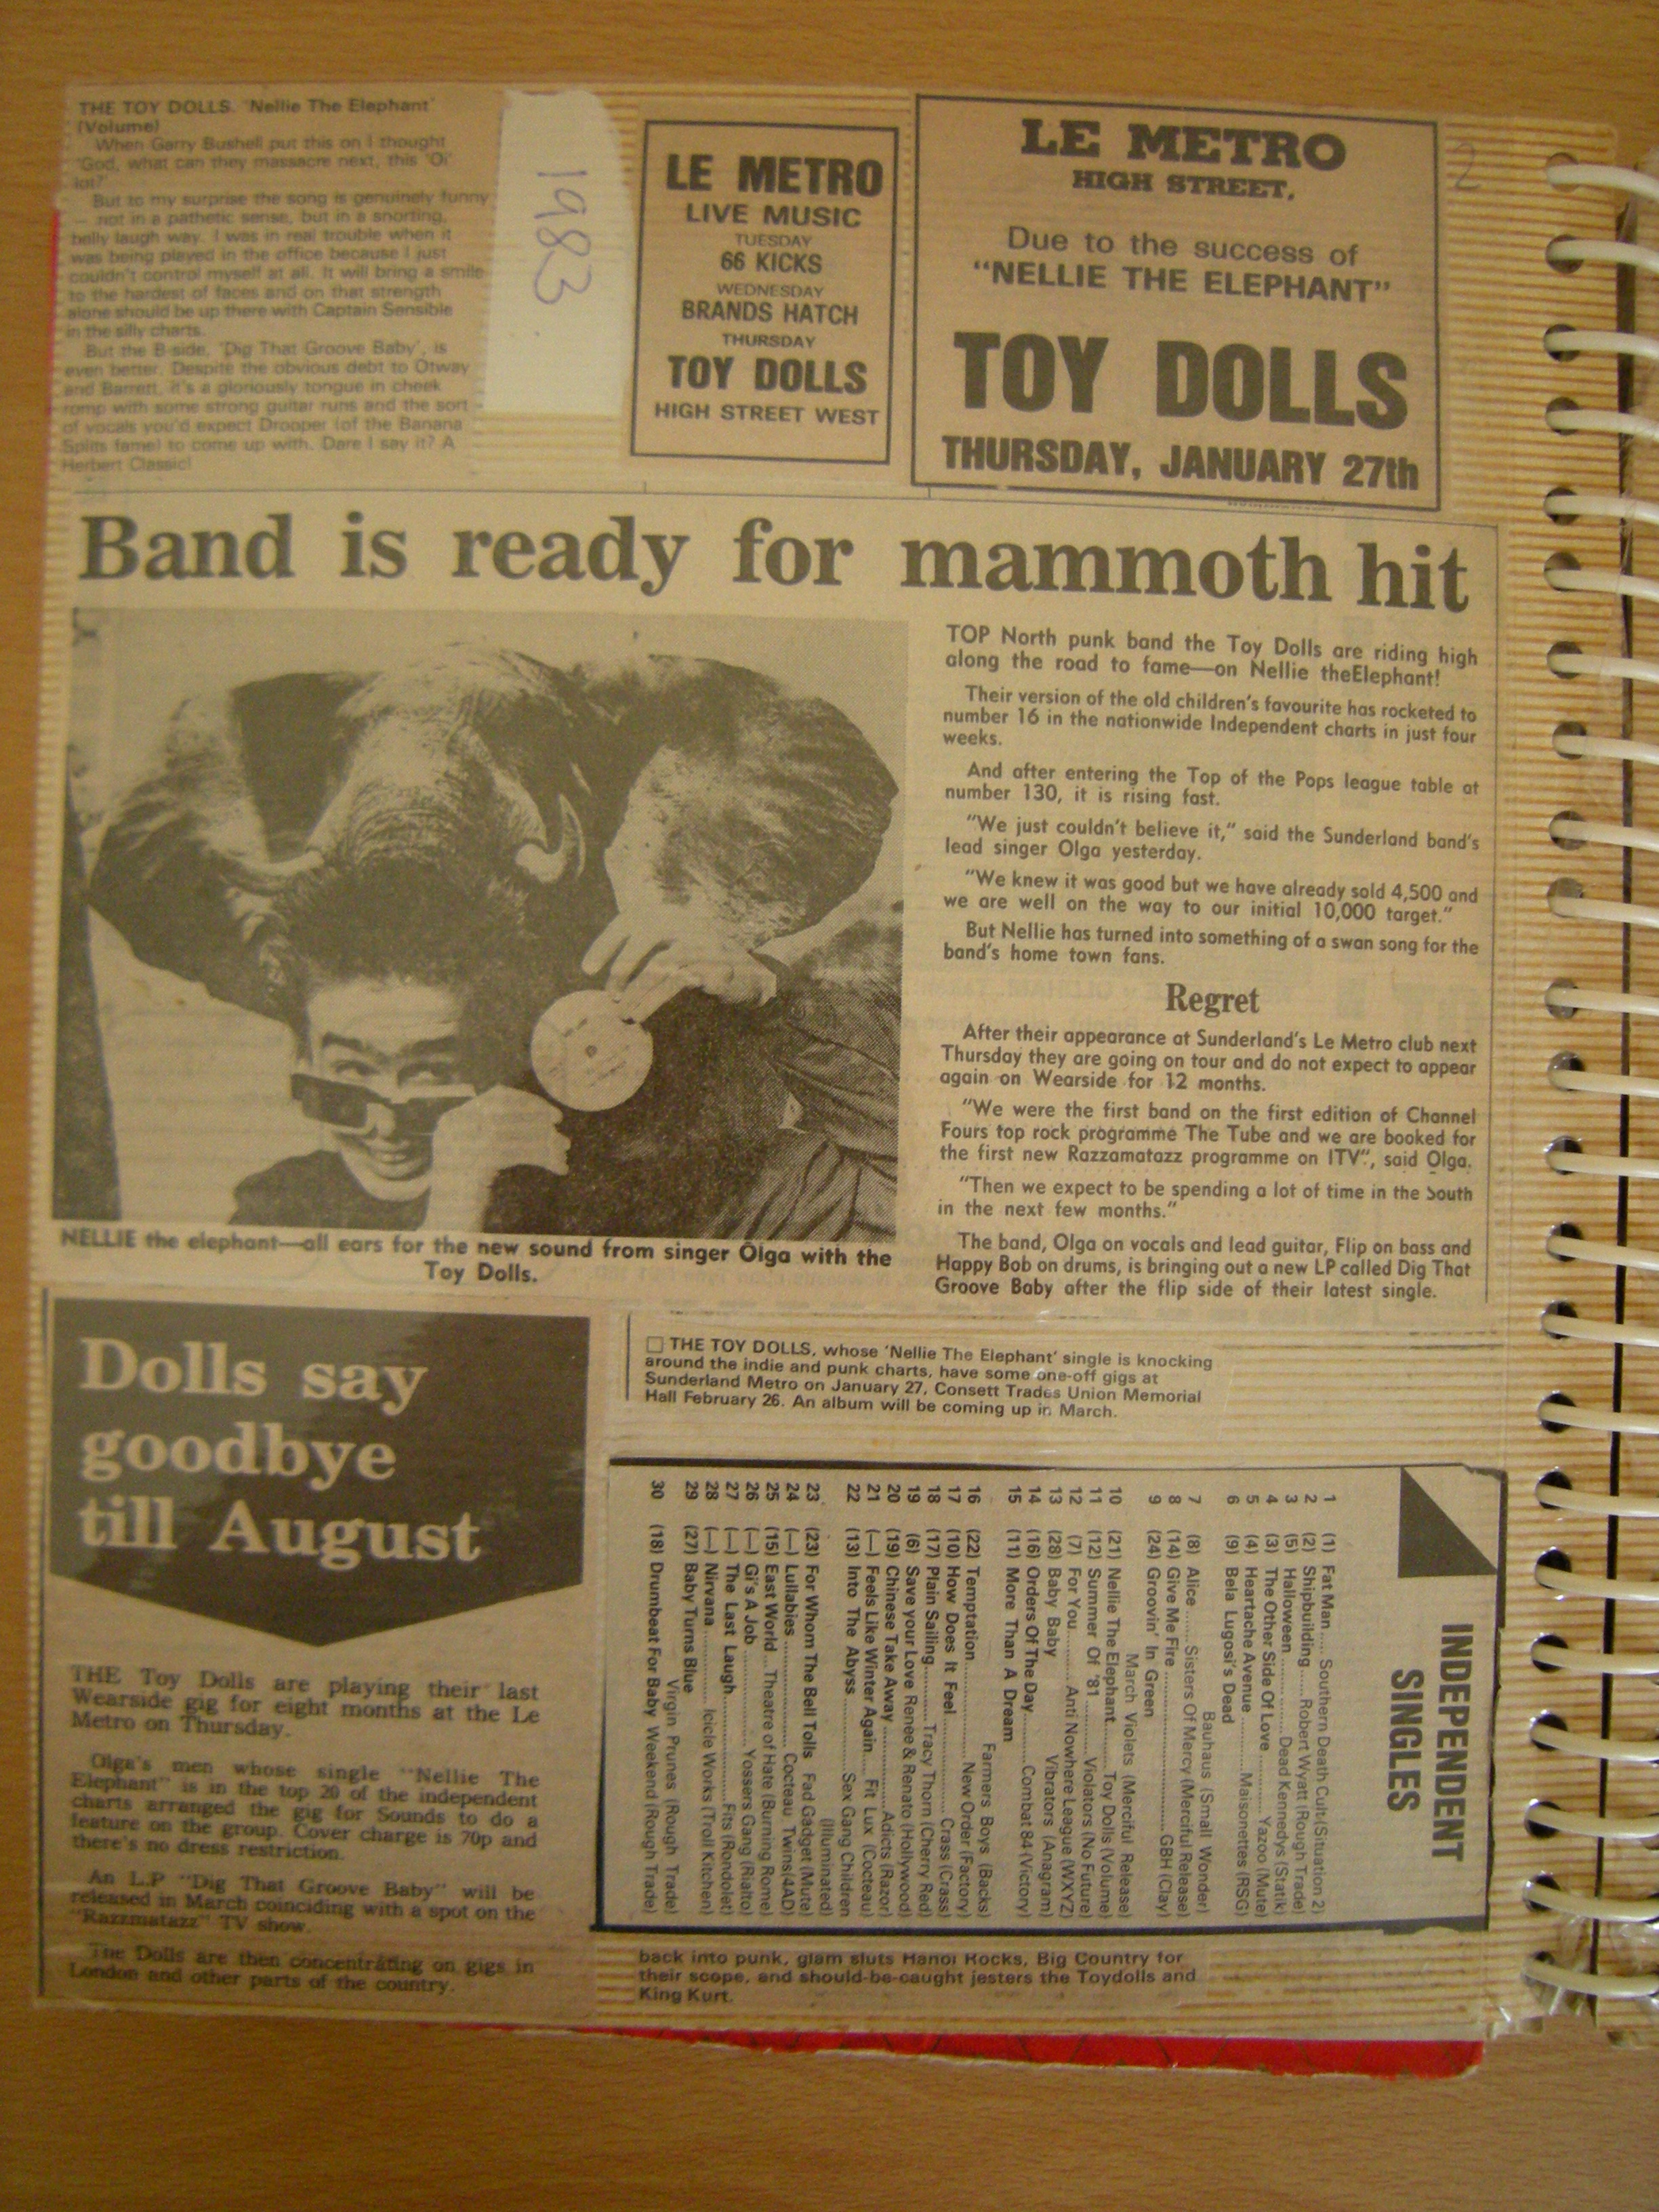 THE TOY DOLLS. 'Nellie The Elephant'
(Volume)
When Garry Bushell put this on I thought
'God, what can they massacre next, this 'Oi'
lot?'
But to my surprise the song is genuinely funny
— not in a pathetic sense, but in a snorting,
belly laugh way. I was in real trouble when it
was being played in the office because I just
couldn't control myself at all. It will bring a smile
to the hardest of faces and on that strength
alone should be up there with Captain Sensible
in the silly charts.
But the B-side, 'Dig That Groove Baby', is
even better. Despite the obvious debt to Otway
and Barrett, it's a gloriously tongue in cheek
romp with some strong guitar runs and the sort
of vocals you'd expect Drooper (of the Banana
Splits fame) to come up with. Dare I say it? A
Herbert Classic!
1983
LE METRO
LIVE MUSIC
TUESDAY
66 KICKS
WEDNESDAY
BRANDS HATCH
THURSDAY
TOY DOLLS
HIGH STREET WEST
LE METRO
HIGH STREET.
Due to the success of
"NELLIE THE ELEPHANT"
TOY DOLLS
THURSDAY, JANUARY 27th
2
Band is ready for mammoth hit
TOP North punk band the Toy Dolls are riding high
along the road to fame—on Nellie theElephant!
Their version of the old children's favourite has rocketed to
number 16 in the nationwide Independent charts in just four
weeks.
And after entering the Top of the Pops league table at
number 130, it is rising fast.
"We just couldn't believe it," said the Sunderland band's
lead singer Olga yesterday.
"We knew it was good but we have already sold 4,500 and
we are well on the way to our initial 10,000 target."
But Nellie has turned into something of a swan song for the
band's home town fans.
Regret
After their appearance at Sunderland's Le Metro club next
Thursday they are going on tour and do not expect to appear
again on Wearside for 12 months.
"We were the first band on the first edition of Channel
Fours top rock programme The Tube and we are booked for
the first new Razzamatazz programme on ITV", said Olga.
"Then we expect to be spending a lot of time in the South
in the next few months."
The band, Olga on vocals and lead guitar, Flip on bass and
Happy Bob on drums, is bringing out a new LP called Dig That
Groove Baby after the flip side of their latest single.
NELLIE the elephant—all ears for the new sound from singer Olga with the
Toy Dolls.
Dolls say
goodbye
till August
THE Toy Dolls are playing their last
Wearside gig for eight months at the Le
Metro on Thursday.
Olga's men whose single "Nellie The
Elephant" is in the top 20 of the independent
charts arranged the gig for Sounds to do a
feature on the group. Cover charge is 70p and
there's no dress restriction.
An L.P "Dig That Groove Baby" will be
released in March coinciding with a spot on the
"Razzmatazz" TV show.
The Dolls are then concentrating on gigs in
London and other parts of the country.
THE TOY DOLLS, whose 'Nellie The Elephant' single is knocking
around the indie and punk charts, have some one-off gigs at
Sunderland Metro on January 27, Consett Trades Union Memorial
Hall February 26. An album will be coming up in March.
INDEPENDENT
SINGLES
1 (1) Fat Man..... Southern Death Cult (Situation 2)
2 (2) Shipbuilding....... Robert Wyatt (Rough Trade)
3 (5) Halloween............... Dead Kennedys (Statik)
4 (3) The Other Side Of Love............ Yazoo (Mute)
5 (4) Heartache Avenue........... Maisonettes (RSG)
6 (9) Bela Lugosi's Dead
Bauhaus (Small Wonder)
7 (8) Alice....... Sisters Of Mercy (Merciful Release)
8 (14) Give Me Fire........................... GBH (Clay)
9 (24) Groovin' In Green
March Violets (Merciful Release)
10 (21) Nellie The Elephant......... Toy Dolls (Volume)
11 (12) Summer Of '81............ Violators (No Future)
12 (7) For You.......... Anti Nowhere League (WXYZ)
13 (28) Baby Baby Vibrators (Anagram)
14 (16) Orders Of The Day.......... Combat 84 (Victory)
15 (11) More Than A Dream
Farmers Boys (Backs)
16 (22) Temptation................ New Order (Factory)
17 (10) How Does It Feel.................... Crass (Crass)
18 (17) Plain Sailing.......... Tracy Thorn (Cherry Red)
19 (6) Save your Love Renee & Renato (Hollywood)
20 (19) Chinese Take Away................ Adicts (Razor)
21 (—) Feels Like Winter Again.... Fit Lux (Cocteau)
22 (13) Into The Abyss............. Sex Gang Children
(Illuminated)
23 (23) For Whom The Bell Tolls Fad Gadget (Mute)
24 (—) Lullabies................... Cocteau Twins (4AD)
25 (15) East World ... Theatre of Hate (Burning Rome)
26 (—) Gi's A Job................ Yossers Gang (Rialto)
27 (—) The Last Laugh.................. Fits (Rondelet)
28 (—) Nirvana............ Icicle Works (Troll Kitchen)
29 (27) Baby Turns Blue
Virgin Prunes (Rough Trade)
30 (18) Drumbeat For Baby Weekend (Rough Trade)
back into punk, glam sluts Hanoi Rocks, Big Country for
their scope, and should-be-caught jesters the Toydolls and
King Kurt.